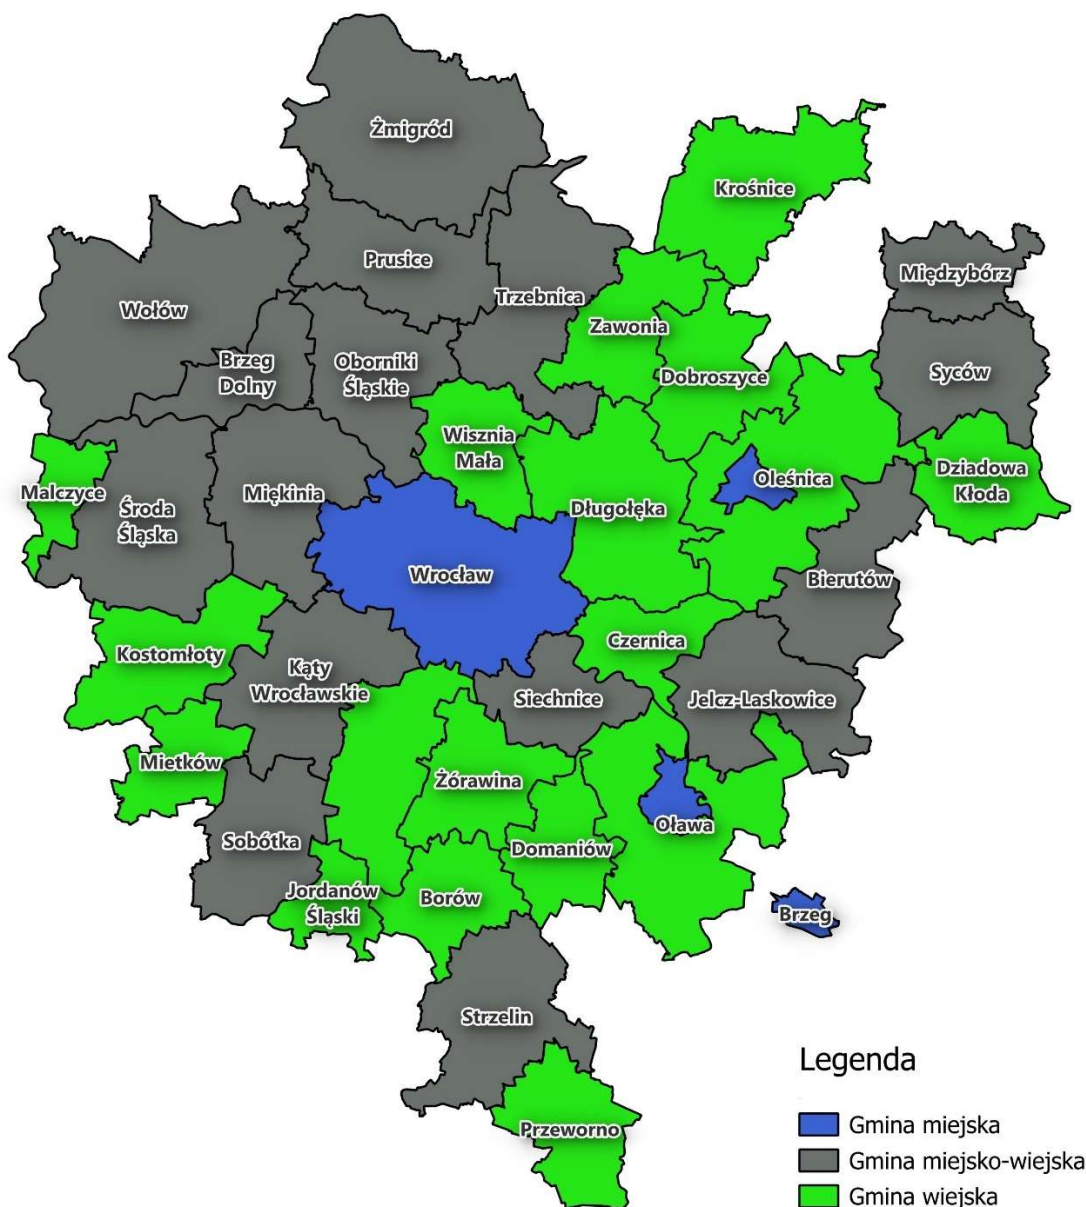 Żmigród
Krośnice
Prusice
Międzybórz
Trzebnica
Wołów
Zawonia
Brzeg
Dolny
Oborniki
Śląskie
Dobroszyce
Syców
Wisznia
Mała
Malczyce
Miękinia
Środa
Śląska
Oleśnica
Dziadowa
Kłoda
Długołęka
Wrocław
Bierutów
Kostomłoty
Czernica
Kąty
Wrocławskie
Siechnice
Jelcz-Laskowice
Mietków
Żórawina
Sobótka
Oława
Domaniów
Jordanów
Śląski
Borów
Brzeg
Strzelin
Przeworno
Legenda
Gmina miejska
Gmina miejsko-wiejska
Gmina wiejska